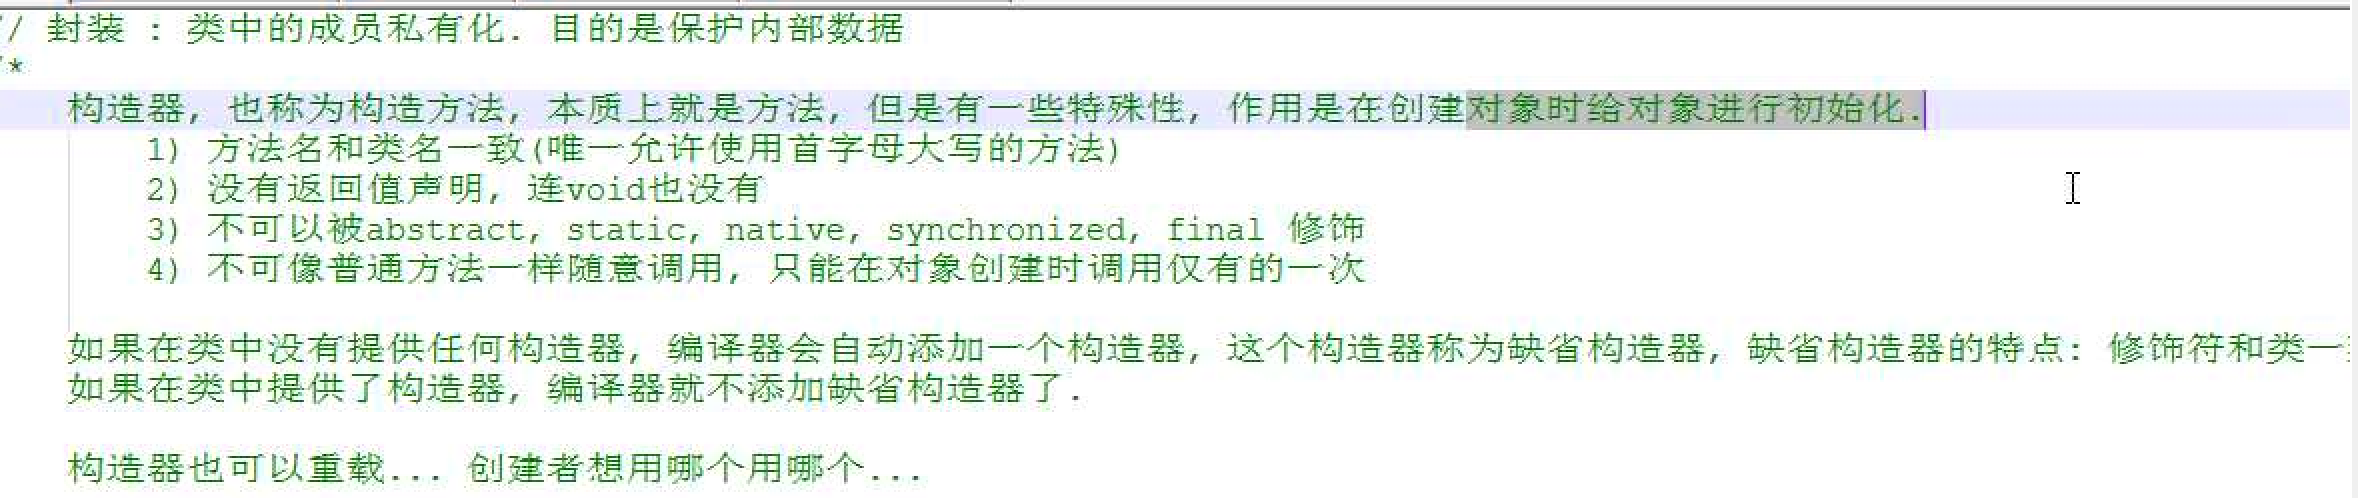 / 封装 : 类中的成员私有化. 目的是保护内部数据
*
构造器, 也称为构造方法, 本质上就是方法, 但是有一些特殊性, 作用是在创建对象时给对象进行初始化.
1) 方法名和类名一致(唯一允许使用首字母大写的方法)
2) 没有返回值声明, 连void也没有
3) 不可以被abstract, static, native, synchronized, final 修饰
4) 不可像普通方法一样随意调用, 只能在对象创建时调用仅有的一次
如果在类中没有提供任何构造器, 编译器会自动添加一个构造器, 这个构造器称为缺省构造器, 缺省构造器的特点: 修饰符和类一
如果在类中提供了构造器, 编译器就不添加缺省构造器了.
构造器也可以重载... 创建者想用哪个用哪个...